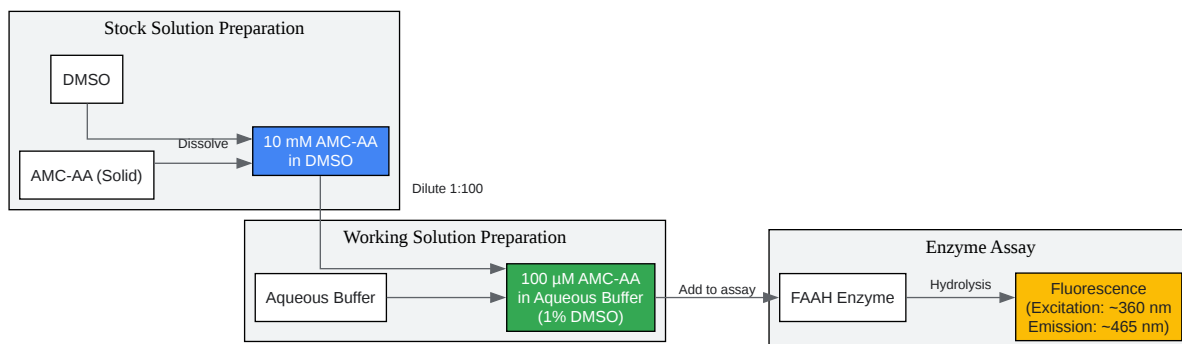 Stock Solution Preparation
DMSO
Dissolve
AMC-AA (Solid)
10 mM AMC-AA
in DMSO
Dilute 1:100
Working Solution Preparation
Aqueous Buffer
100 µM AMC-AA
in Aqueous Buffer
(1% DMSO)
Add to assay
Enzyme Assay
FAAH Enzyme
Hydrolysis
Fluorescence
(Excitation: ~360 nm
Emission: ~465 nm)